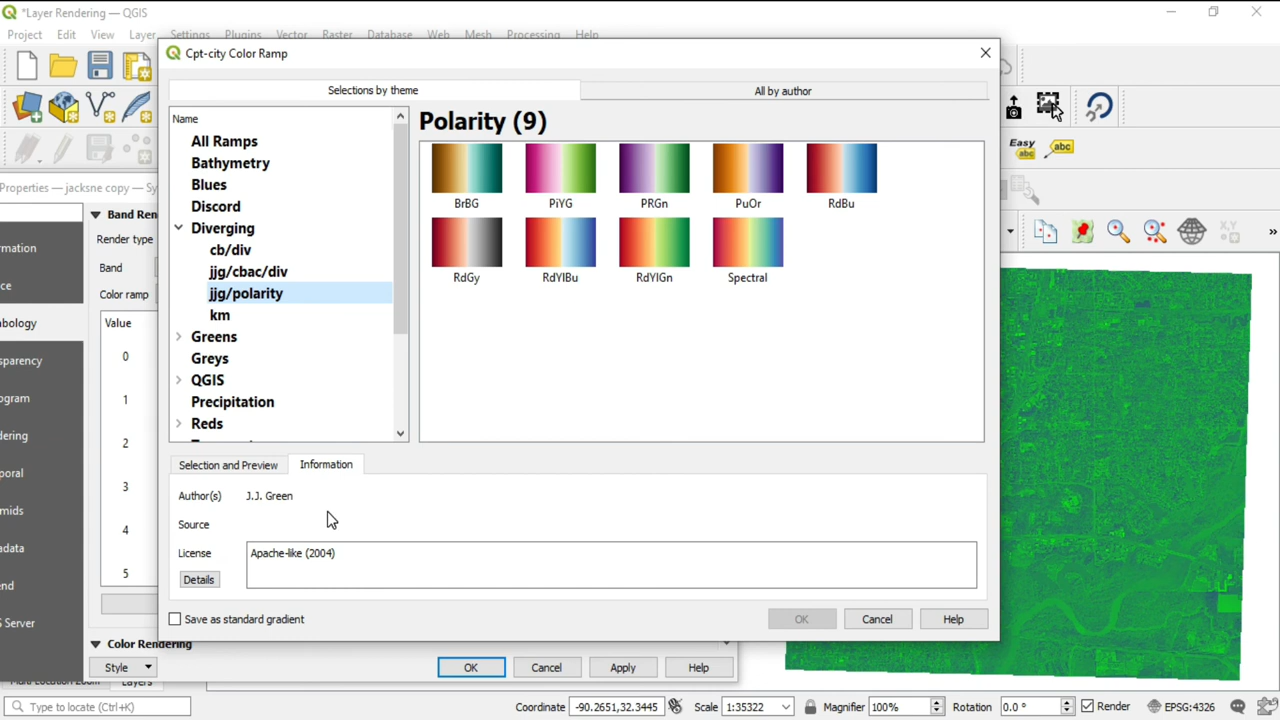 *Layer Rendering — QGIS
Project Edit View Layer Settings Plugins Vector Raster Database Web Mesh Processing Help
Cpt-city Color Ramp
Selections by theme
All by author
Name
All Ramps
Bathymetry
Blues
Discord
Diverging
cb/div
jjg/cbac/div
jjg/polarity
km
Greens
Greys
QGIS
Precipitation
Reds
Polarity (9)
BrBG PiYG PRGn PuOr RdBu
RdGy RdYlBu RdYlGn Spectral
Selection and Preview Information
Author(s) J.J. Green
Source
License Apache-like (2004)
Details
Save as standard gradient
OK Cancel Help
Properties — jacksne copy — Sy
Band Ren
Render type
Band
Color ramp
Value
0
1
2
3
4
5
Color Rendering
Style
OK Cancel Apply Help
Easy abc
abc
X,Y
»
Layers
Type to locate (Ctrl+K)
Coordinate -90.2651,32.3445 Scale 1:35322 Magnifier 100% Rotation 0.0 ° Render EPSG:4326